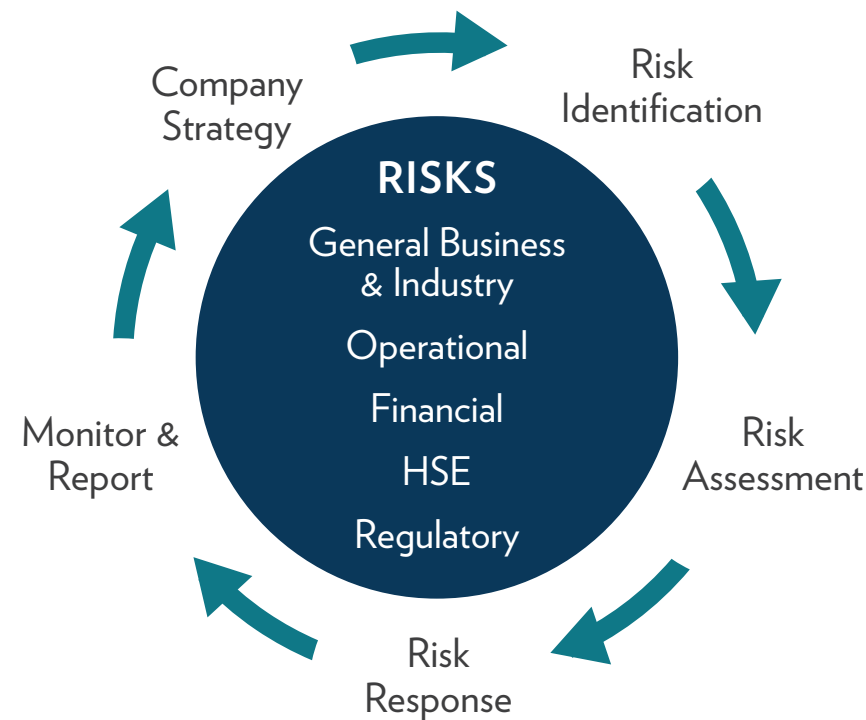 Company
Strategy
Risk
Identification
Risk
Assessment
Risk
Response
Monitor &
Report
RISKS
General Business
& Industry
Operational
Financial
HSE
Regulatory